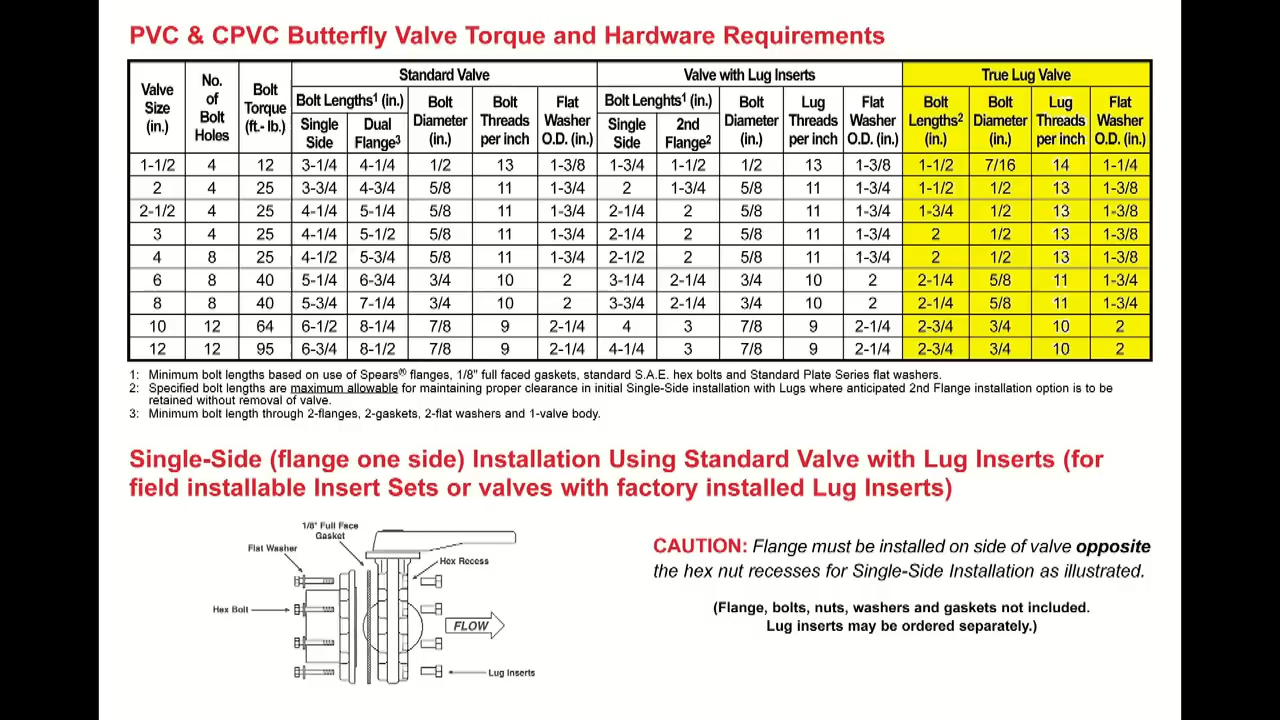 PVC & CPVC Butterfly Valve Torque and Hardware Requirements
Valve Size (in.) No. of Bolt Holes Bolt Torque (ft.- lb.) Standard Valve Valve with Lug Inserts True Lug Valve
Bolt Lengths1 (in.) Bolt Diameter (in.) Bolt Threads per inch Flat Washer O.D. (in.) Bolt Lenghts1 (in.) Bolt Diameter (in.) Lug Threads per inch Flat Washer O.D. (in.) Bolt Lengths2 (in.) Bolt Diameter (in.) Lug Threads per inch Flat Washer O.D. (in.)
Single Side Dual Flange3 Single Side 2nd Flange2
1-1/2 4 12 3-1/4 4-1/4 1/2 13 1-3/8 1-3/4 1-1/2 1/2 13 1-3/8 1-1/2 7/16 14 1-1/4
2 4 25 3-3/4 4-3/4 5/8 11 1-3/4 2 1-3/4 5/8 11 1-3/4 1-1/2 1/2 13 1-3/8
2-1/2 4 25 4-1/4 5-1/4 5/8 11 1-3/4 2-1/4 2 5/8 11 1-3/4 1-3/4 1/2 13 1-3/8
3 4 25 4-1/4 5-1/2 5/8 11 1-3/4 2-1/4 2 5/8 11 1-3/4 2 1/2 13 1-3/8
4 8 25 4-1/2 5-3/4 5/8 11 1-3/4 2-1/2 2 5/8 11 1-3/4 2 1/2 13 1-3/8
6 8 40 5-1/4 6-3/4 3/4 10 2 3-1/4 2-1/4 3/4 10 2 2-1/4 5/8 11 1-3/4
8 8 40 5-3/4 7-1/4 3/4 10 2 3-3/4 2-1/4 3/4 10 2 2-1/4 5/8 11 1-3/4
10 12 64 6-1/2 8-1/4 7/8 9 2-1/4 4 3 7/8 9 2-1/4 2-3/4 3/4 10 2
12 12 95 6-3/4 8-1/2 7/8 9 2-1/4 4-1/4 3 7/8 9 2-1/4 2-3/4 3/4 10 2
1: Minimum bolt lengths based on use of Spears® flanges, 1/8" full faced gaskets, standard S.A.E. hex bolts and Standard Plate Series flat washers.
2: Specified bolt lengths are maximum allowable for maintaining proper clearance in initial Single-Side installation with Lugs where anticipated 2nd Flange installation option is to be
retained without removal of valve.
3: Minimum bolt length through 2-flanges, 2-gaskets, 2-flat washers and 1-valve body.
Single-Side (flange one side) Installation Using Standard Valve with Lug Inserts (for
field installable Insert Sets or valves with factory installed Lug Inserts)
1/8" Full Face
Gasket
Flat Washer
Hex Recess
Hex Bolt
FLOW
Lug Inserts
CAUTION: Flange must be installed on side of valve opposite
the hex nut recesses for Single-Side Installation as illustrated.
(Flange, bolts, nuts, washers and gaskets not included.
Lug inserts may be ordered separately.)